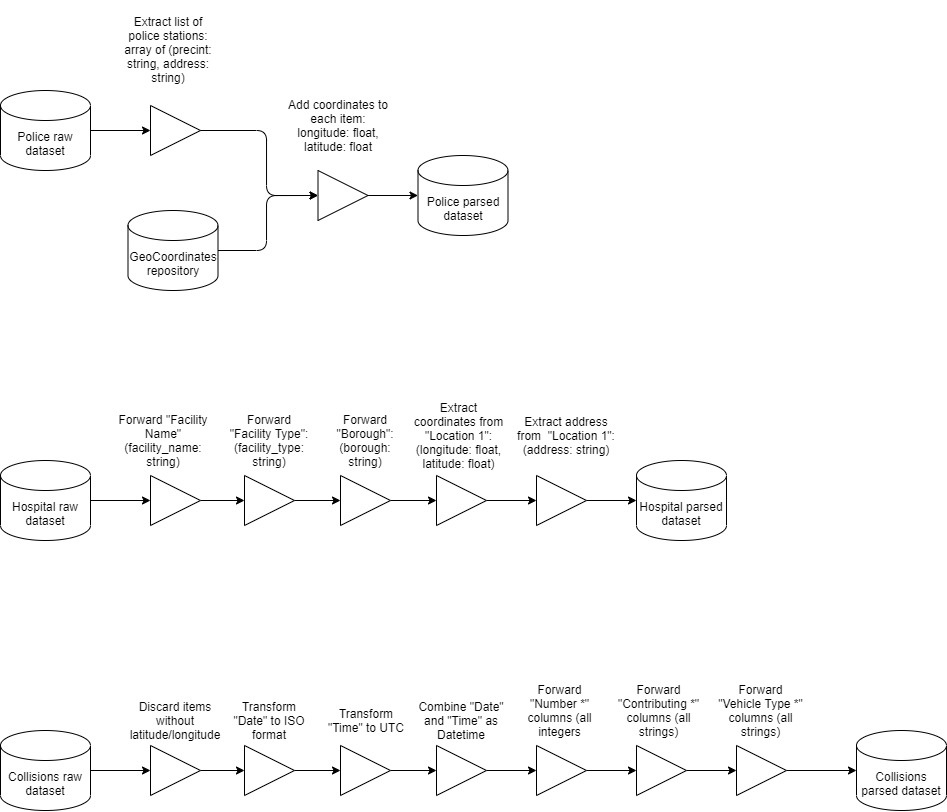 Extract list of
police stations:
array of (precint:
string, address:
string)
Police raw
dataset
Add coordinates to
each item:
longitude: float,
latitude: float
GeoCoordinates
repository
Police parsed
dataset
Forward "Facility
Name"
(facility_name:
string)
Forward
"Facility Type":
(facility_type:
string)
Forward
"Borough":
(borough:
string)
Extract
coordinates from
"Location 1":
(longitude: float,
latitude: float)
Extract address
from  "Location 1":
(address: string)
Hospital raw
dataset
Hospital parsed
dataset
Discard items
without
latitude/longitude
Transform
"Date" to ISO
format
Transform
"Time" to UTC
Combine "Date"
and "Time" as
Datetime
Forward
"Number *"
columns (all
integers
Forward
"Contributing *"
columns (all
strings)
Forward
"Vehicle Type *"
columns (all
strings)
Collisions raw
dataset
Collisions
parsed dataset